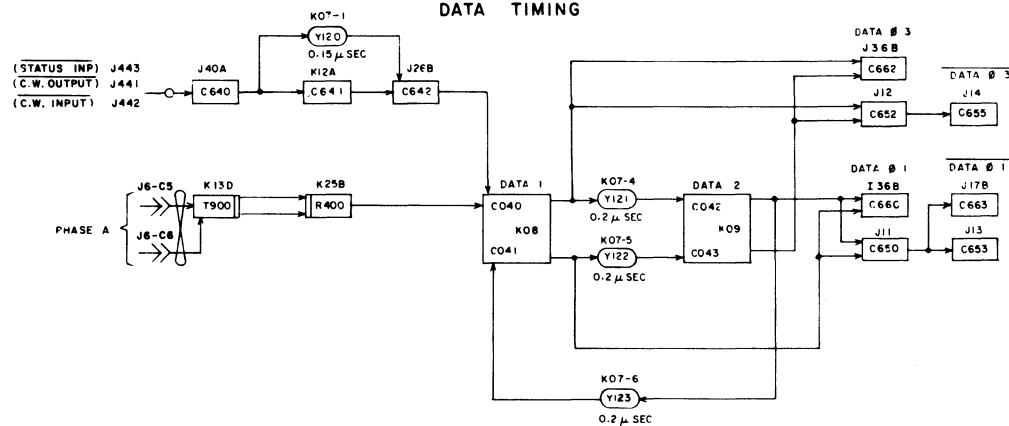 DATA TIMING
K07-1
Y120
0.15 μ SEC
(STATUS INP) J443
(C.W. OUTPUT) J441
(C.W. INPUT) J442
J40A
C640
K12A
C641
J26B
C642
DATA Ø 3
J36B
C662
J12
C652
DATA Ø 3
J14
C655
PHASE A
J6-C5
J6-C6
K13D
T900
K25B
R400
DATA 1
C040
K08
C041
K07-4
Y121
0.2 μ SEC
K07-5
Y122
0.2 μ SEC
DATA 2
C042
K09
C043
DATA Ø 1
I36B
C660
J11
C650
DATA Ø 1
J17B
C663
J13
C653
K07-6
Y123
0.2 μ SEC